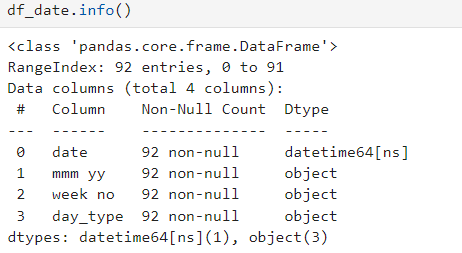 df_date.info()
<class 'pandas.core.frame.DataFrame'>
RangeIndex: 92 entries, 0 to 91
Data columns (total 4 columns):
 #   Column    Non-Null Count  Dtype
---  ------    --------------  -----
 0   date      92 non-null     datetime64[ns]
 1   mmm yy    92 non-null     object
 2   week no   92 non-null     object
 3   day_type  92 non-null     object
dtypes: datetime64[ns](1), object(3)